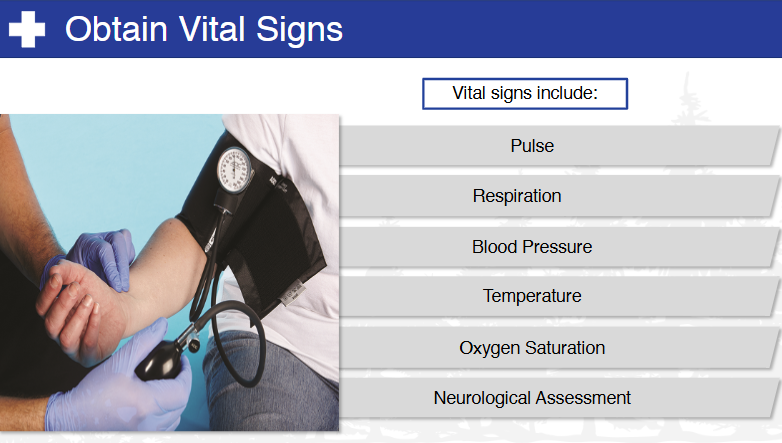 Obtain Vital Signs
Vital signs include:
Pulse
Respiration
Blood Pressure
Temperature
Oxygen Saturation
Neurological Assessment